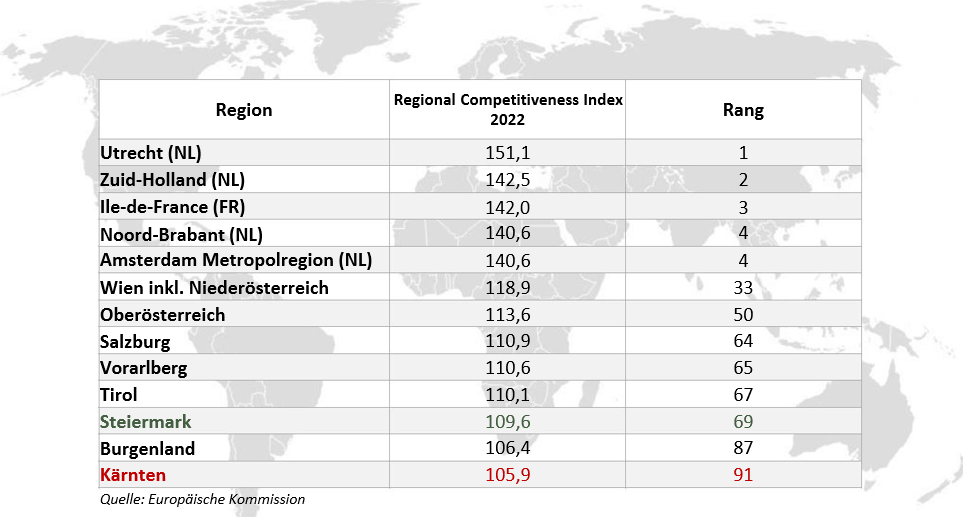 Region Regional Competitiveness Index 2022 Rang
Utrecht (NL) 151,1 1
Zuid-Holland (NL) 142,5 2
Ile-de-France (FR) 142,0 3
Noord-Brabant (NL) 140,6 4
Amsterdam Metropolregion (NL) 140,6 4
Wien inkl. Niederösterreich 118,9 33
Oberösterreich 113,6 50
Salzburg 110,9 64
Vorarlberg 110,6 65
Tirol 110,1 67
Steiermark 109,6 69
Burgenland 106,4 87
Kärnten 105,9 91
Quelle: Europäische Kommission